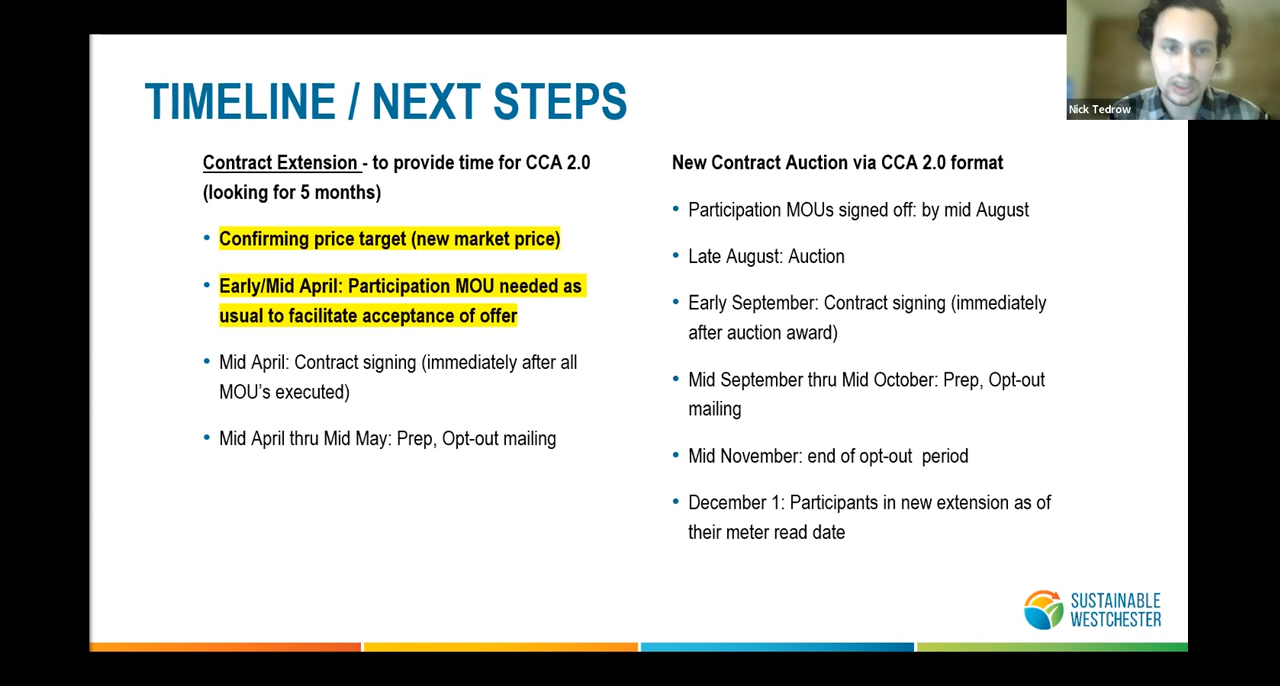 TIMELINE / NEXT STEPS
Nick Tedrow
Contract Extension - to provide time for CCA 2.0
(looking for 5 months)
• Confirming price target (new market price)
• Early/Mid April: Participation MOU needed as
usual to facilitate acceptance of offer
• Mid April: Contract signing (immediately after all
MOU’s executed)
• Mid April thru Mid May: Prep, Opt-out mailing
New Contract Auction via CCA 2.0 format
• Participation MOUs signed off: by mid August
• Late August: Auction
• Early September: Contract signing (immediately
after auction award)
• Mid September thru Mid October: Prep, Opt-out
mailing
• Mid November: end of opt-out period
• December 1: Participants in new extension as of
their meter read date
SUSTAINABLE
WESTCHESTER